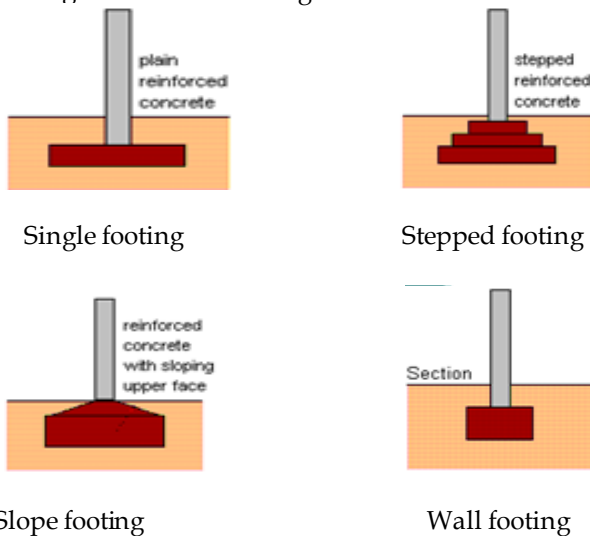 plain
reinforced
concrete
stepped
reinforced
concrete
Single footing
Stepped footing
reinforced
concrete
with sloping
upper face
Section
Slope footing
Wall footing